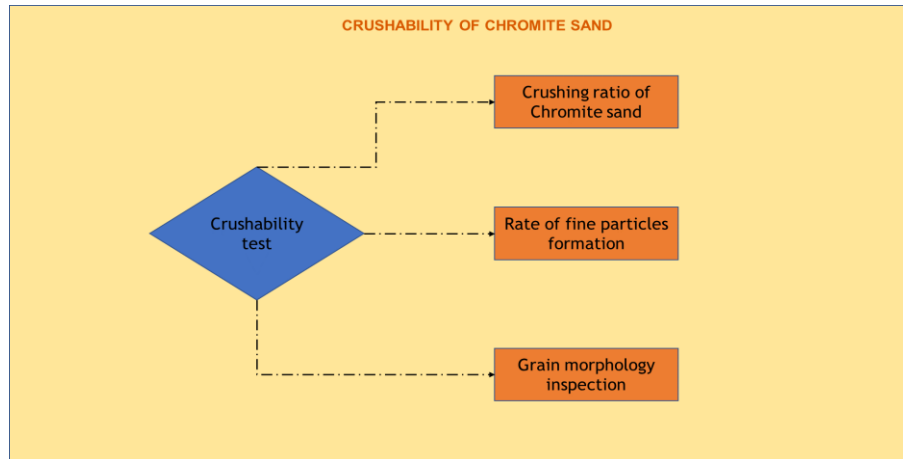 CRUSHABILITY OF CHROMITE SAND
Crushing ratio of
Chromite sand
Crushability
test
Rate of fine particles
formation
Grain morphology
inspection